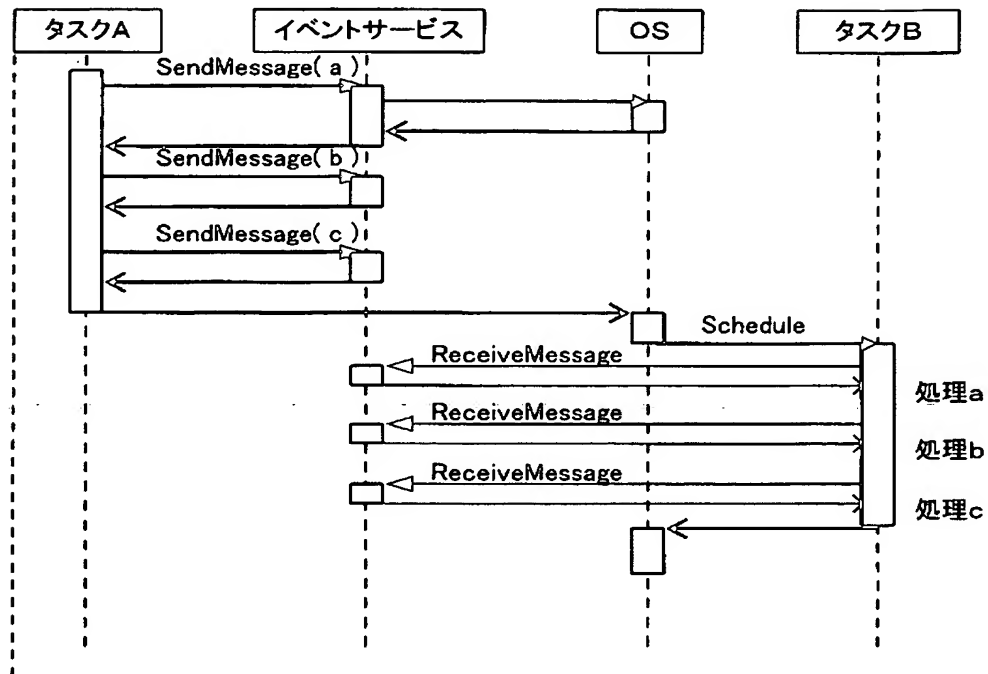 タスクA
イベントサービス
OS
タスクB
SendMessage( a )
SendMessage( b )
SendMessage( c )
Schedule
ReceiveMessage
処理a
ReceiveMessage
処理b
ReceiveMessage
処理c